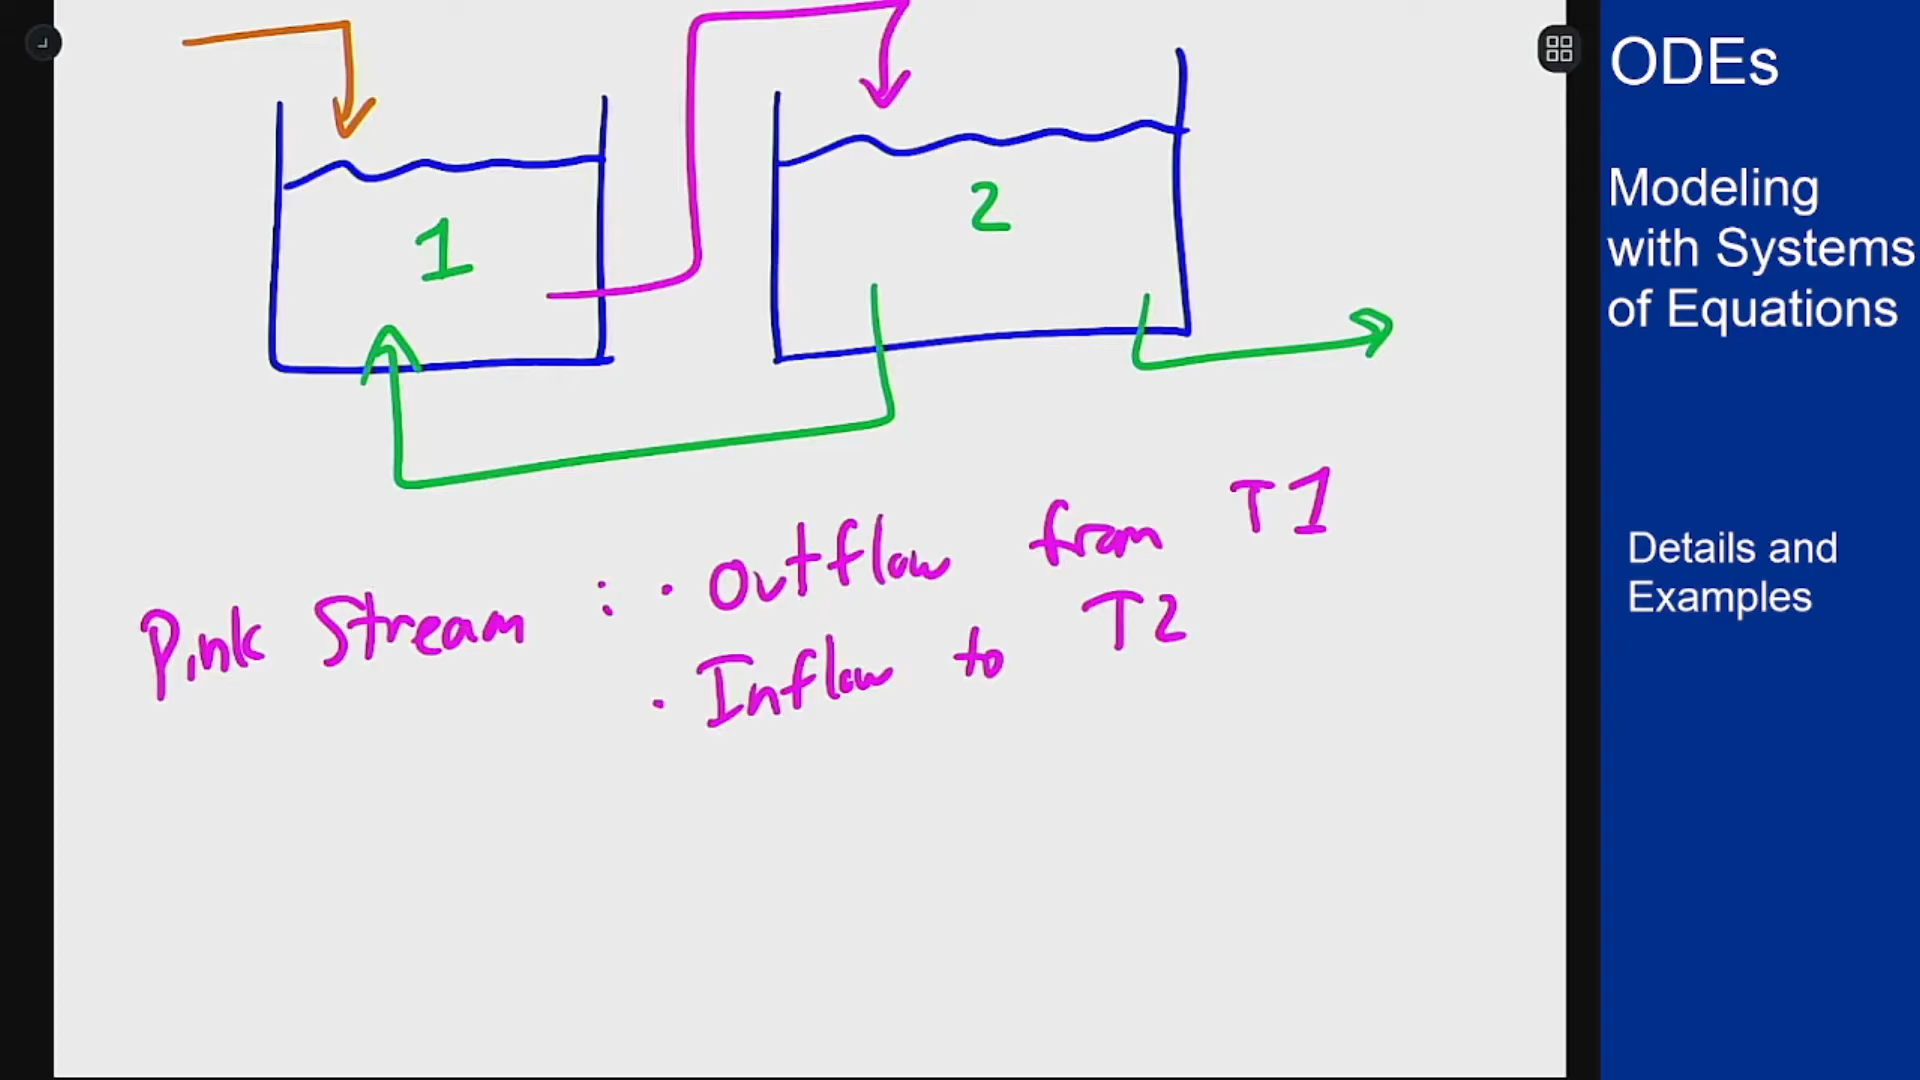 1
2
Pink Stream : · Outflow from T1
· Inflow to T2
ODEs
Modeling
with Systems
of Equations
Details and
Examples